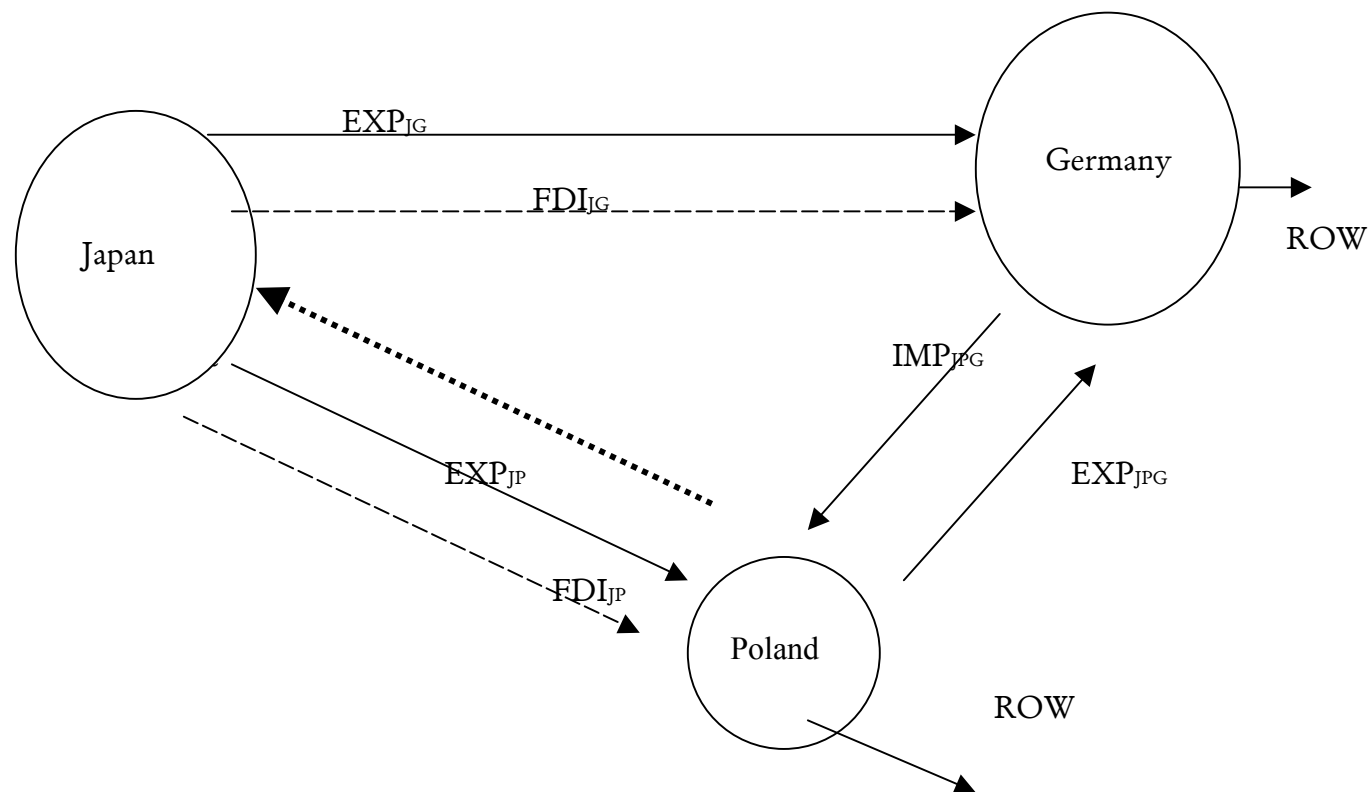 EXPJG
Germany
FDIJG
ROW
Japan
IMPJPG
EXPJP
EXPJPG
FDIJP
Poland
ROW